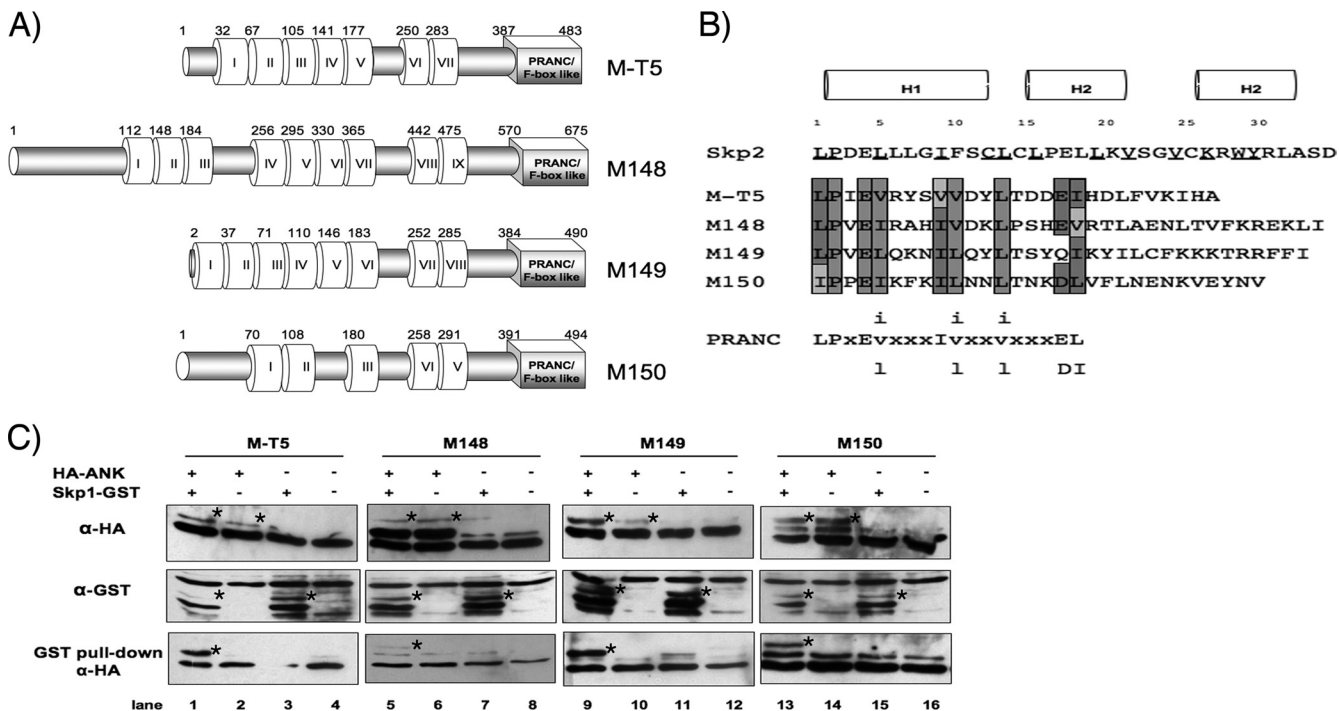 A)
1 32 67 105 141 177 250 283 387 483
I II III IV V VI VII PRANC/ F-box like
M-T5
1 112 148 184 256 295 330 365 442 475 570 675
I II III IV V VI VII VIII IX PRANC/ F-box like
M148
2 37 71 110 146 183 252 285 384 490
I II III IV V VI VII VIII PRANC/ F-box like
M149
1 70 108 180 258 291 391 494
I II III VI V PRANC/ F-box like
M150
B)
H1 H2 H2
1 5 10 15 20 25 30
Skp2 LPDELLLGIFSCLCLPELLKVSGVCKRWYRLASD
M-T5 LPIEVRYSVVDYLTDDEIHDLFVKIHA
M148 LPVEIRAHIVDKLPSHEVRTLAENLTVFKREKLI
M149 LPVELQKNILQYLTSYQIKYILCFKKKTRRFFI
M150 IPPEIKFKILNNLTNKDLVFLNENKVEYNV
i i i
PRANC LPxEvxxxIvxxvxxxEL
l l l DI
C)
M-T5 M148 M149 M150
HA-ANK + + - - + + - - + + - - + + - -
Skp1-GST + - + - + - + - + - + - + - + -
α-HA * * * * * * * *
α-GST * * * * * * * *
GST pull-down * * * *
α-HA
lane 1 2 3 4 5 6 7 8 9 10 11 12 13 14 15 16